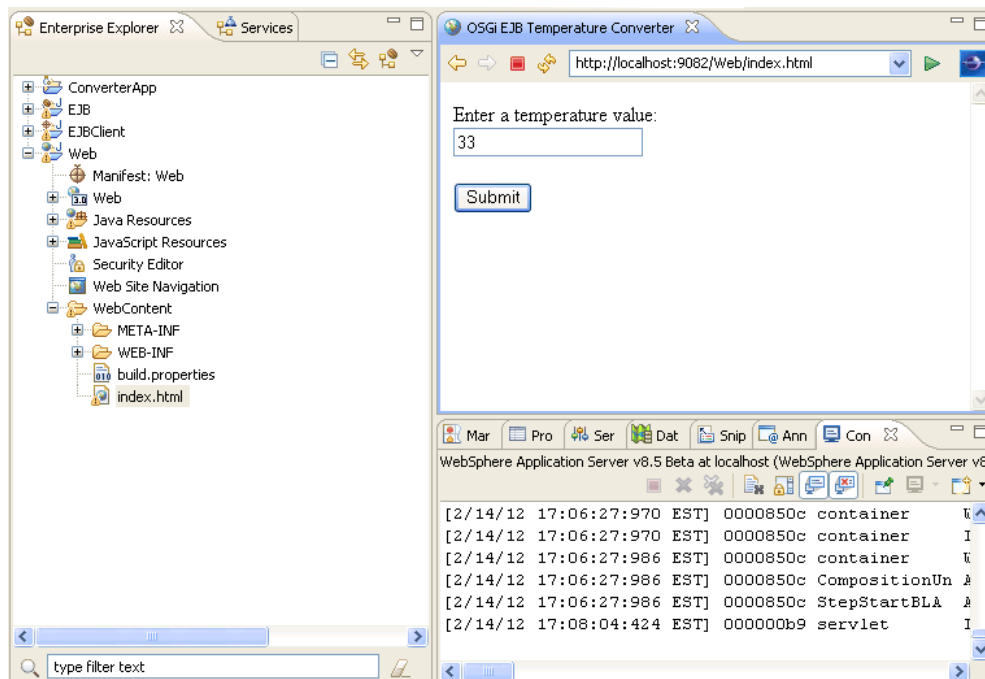 Enterprise Explorer
Services
ConverterApp
EJB
EJBClient
Web
Manifest: Web
3.0 Web
Java Resources
JavaScript Resources
Security Editor
Web Site Navigation
WebContent
META-INF
WEB-INF
010 build.properties
index.html
type filter text
OSGi EJB Temperature Converter
http://localhost:9082/Web/index.html
Enter a temperature value:
33
Submit
Mar Pro Ser Dat Snip Ann Con
WebSphere Application Server v8.5 Beta at localhost (WebSphere Application Server v8
[2/14/12 17:06:27:970 EST] 0000850c container W
[2/14/12 17:06:27:970 EST] 0000850c container I
[2/14/12 17:06:27:986 EST] 0000850c container W
[2/14/12 17:06:27:986 EST] 0000850c CompositionUn A
[2/14/12 17:06:27:986 EST] 0000850c StepStartBLA A
[2/14/12 17:08:04:424 EST] 000000b9 servlet I